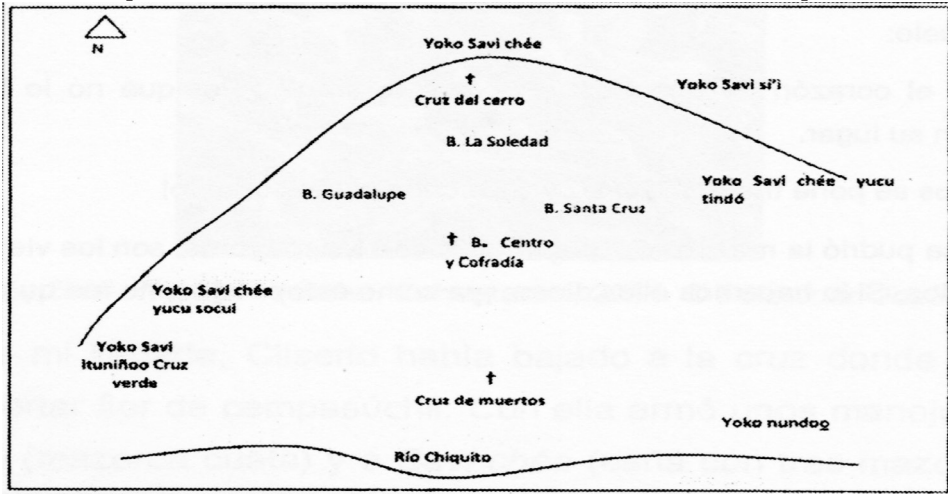 N
Yoko Savi chée
Cruz del cerro
Yoko Savi si'i
B. La Soledad
B. Guadalupe
Yoko Savi chée yucu
tindó
B. Santa Cruz
B. Centro
y Cofradía
Yoko Savi chée
yucu socui
Yoko Savi
ituniñoo Cruz
verde
Cruz de muertos
Yoko nundoo
Río Chiquito